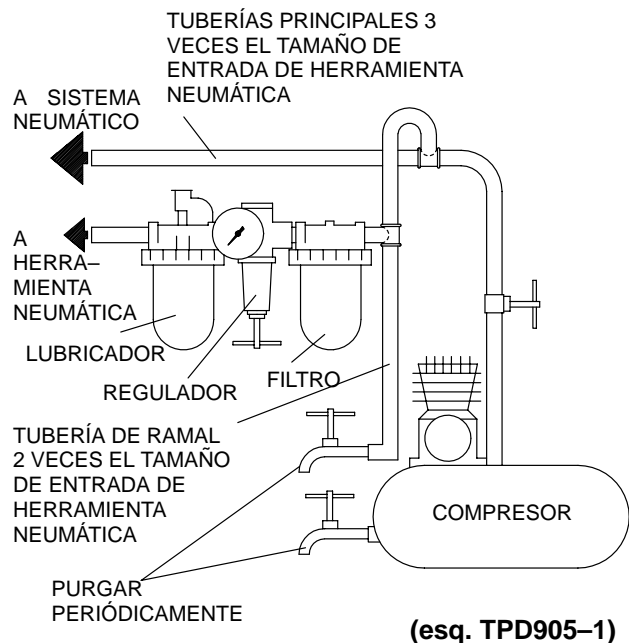 TUBERÍAS PRINCIPALES 3
VECES EL TAMAÑO DE
ENTRADA DE HERRAMIENTA
NEUMÁTICA
A SISTEMA
NEUMÁTICO
A
HERRA–
MIENTA
NEUMÁTICA
LUBRICADOR
REGULADOR
FILTRO
TUBERÍA DE RAMAL
2 VECES EL TAMAÑO
DE ENTRADA DE
HERRAMIENTA
NEUMÁTICA
COMPRESOR
PURGAR
PERIÓDICAMENTE
(esq. TPD905–1)